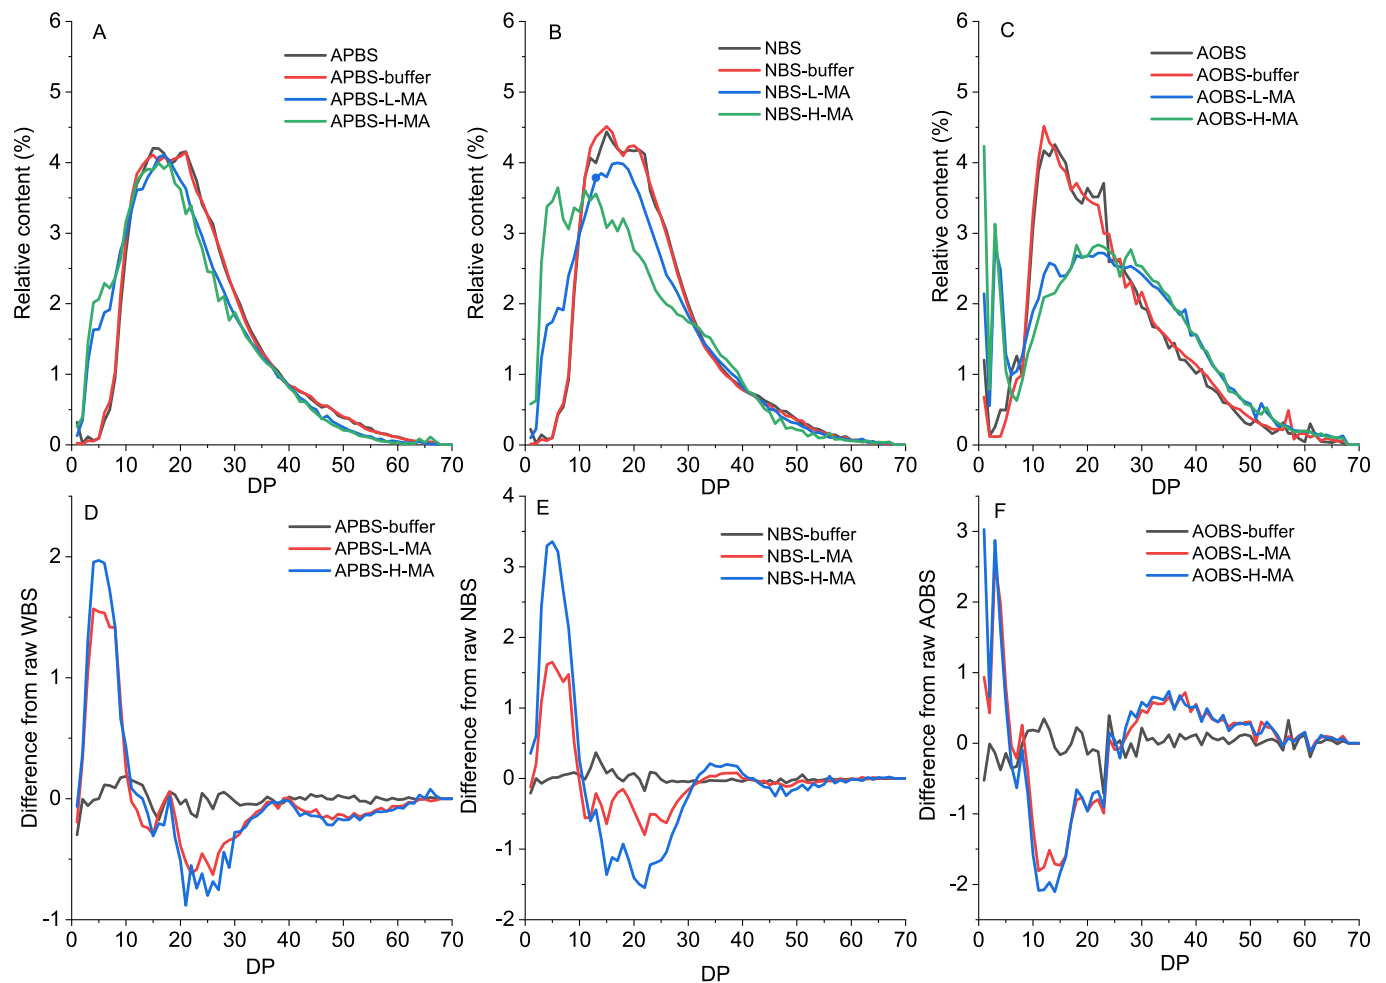 A
APBS
APBS-buffer
APBS-L-MA
APBS-H-MA
Relative content (%)
6
5
4
3
2
1
0
0 10 20 30 40 50 60 70
DP
B
NBS
NBS-buffer
NBS-L-MA
NBS-H-MA
Relative content (%)
6
5
4
3
2
1
0
0 10 20 30 40 50 60 70
DP
C
AOBS
AOBS-buffer
AOBS-L-MA
AOBS-H-MA
Relative content (%)
6
5
4
3
2
1
0
0 10 20 30 40 50 60 70
DP
D
APBS-buffer
APBS-L-MA
APBS-H-MA
Difference from raw WBS
2
1
0
-1
0 10 20 30 40 50 60 70
DP
E
NBS-buffer
NBS-L-MA
NBS-H-MA
Difference from raw NBS
4
3
2
1
0
-1
-2
0 10 20 30 40 50 60 70
DP
F
AOBS-buffer
AOBS-L-MA
AOBS-H-MA
Difference from raw AOBS
3
2
1
0
-1
-2
0 10 20 30 40 50 60 70
DP